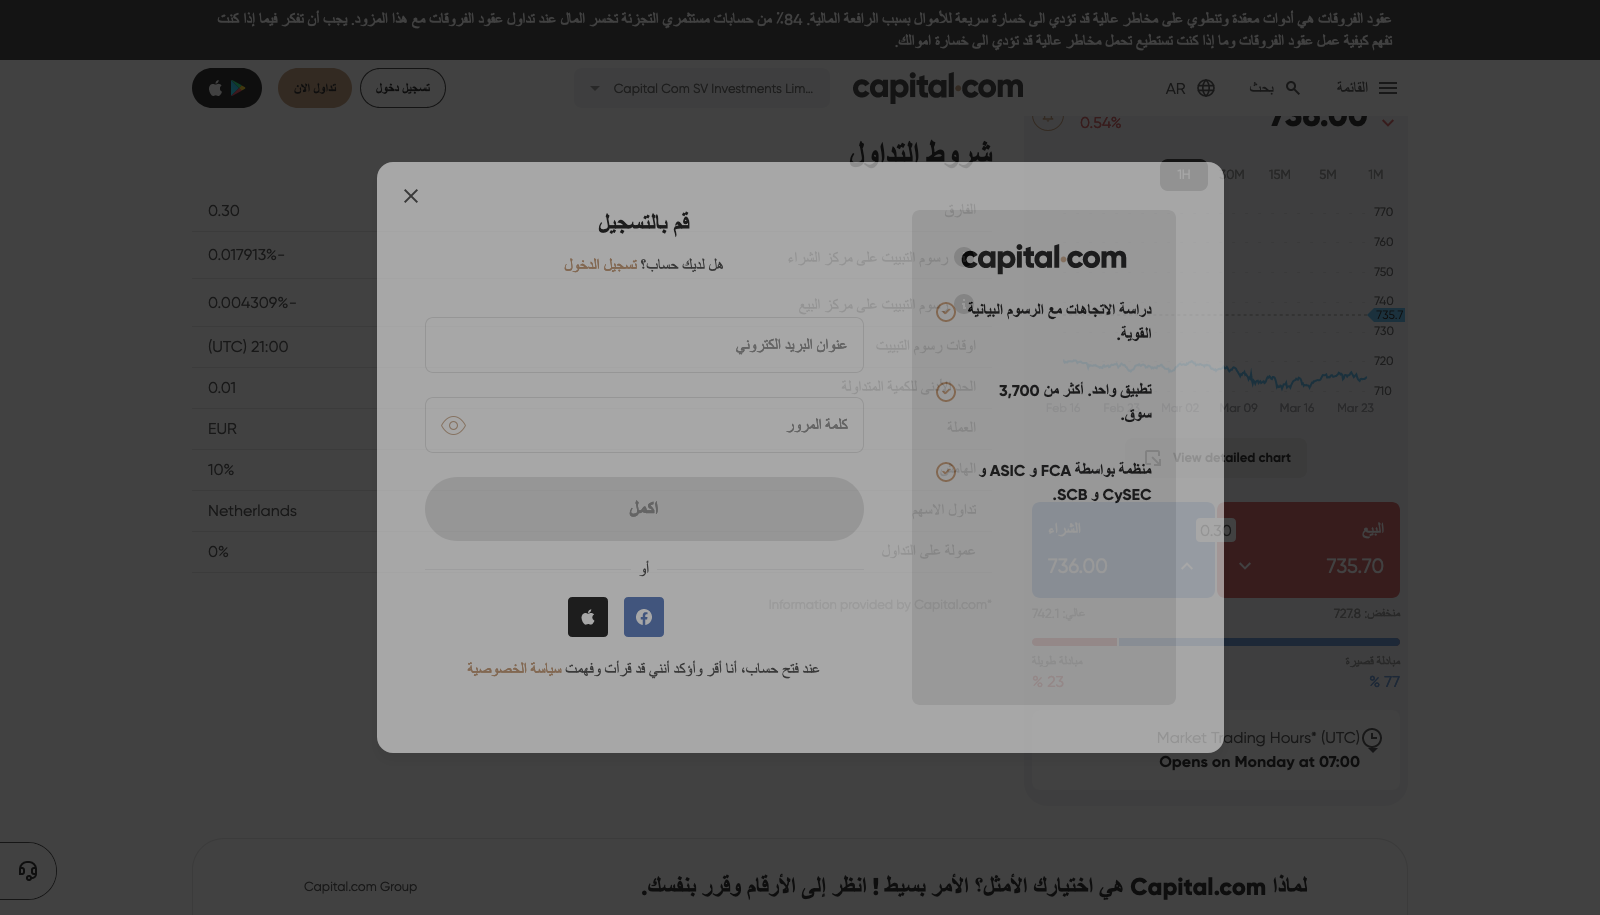 عقود الفروقات هي أدوات معقدة وتنطوي على مخاطر عالية قد تؤدي الى خسارة سريعة للأموال بسبب الرافعة المالية. 84٪ من حسابات مستثمري التجزئة تخسر المال عند تداول عقود الفروقات مع هذا المزود. يجب أن تفكر فيما إذا كنت
تفهم كيفية عمل عقود الفروقات وما إذا كنت تستطيع تحمل مخاطر عالية قد تؤدي الى خسارة اموالك.
القائمة
بحث
AR
capital.com
Capital Com SV Investments Lim...
تسجيل دخول
تداول الان
736.00
0.54%
1H
30M
15M
5M
1M
770
760
750
740
735.7
730
720
710
Feb 16
Mar 02
Mar 09
Mar 16
Mar 23
View detailed chart
البيع
735.70
0.30
الشراء
736.00
منخفض: 727.8
عالي: 742.1
مبادلة قصيرة
مبادلة طويلة
77 %
23 %
Market Trading Hours* (UTC)
Opens on Monday at 07:00
شروط التداول
الفارق
0.30
رسوم التبييت على مركز الشراء
-0.017913%
رسوم التبييت على مركز البيع
-0.004309%
اوقات رسوم التبييت
21:00 (UTC)
الحد الأدنى للكمية المتداولة
0.01
العملة
EUR
الهامش
10%
تداول الاسهم
Netherlands
عمولة على التداول
0%
*Information provided by Capital.com
capital.com
دراسة الاتجاهات مع الرسوم البيانية
القوية.
تطبيق واحد. أكثر من 3,700
سوق.
منظمة بواسطة FCA و ASIC و
CySEC و SCB.
قم بالتسجيل
هل لديك حساب؟ تسجيل الدخول
عنوان البريد الكتروني
كلمة المرور
اكمل
أو
عند فتح حساب، أنا أقر وأؤكد أنني قد قرأت وفهمت سياسة الخصوصية
لماذا Capital.com هي اختيارك الأمثل؟ الأمر بسيط ! انظر إلى الأرقام وقرر بنفسك.
Capital.com Group